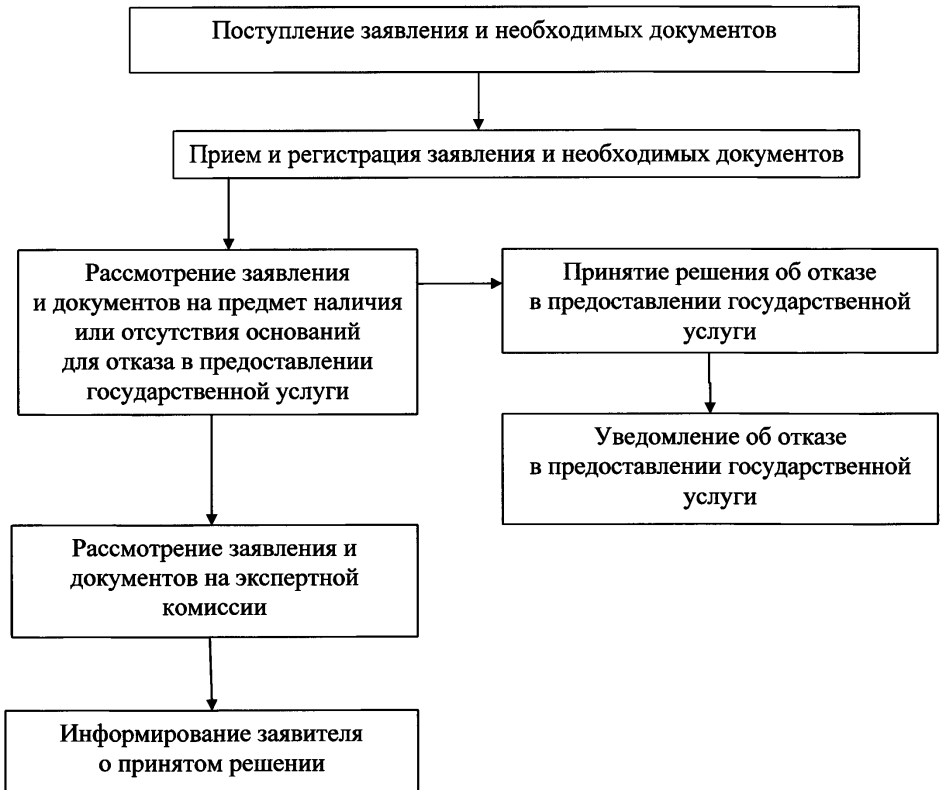 Поступление заявления и необходимых документов
Прием и регистрация заявления и необходимых документов
Рассмотрение заявления
и документов на предмет наличия
или отсутствия оснований
для отказа в предоставлении
государственной услуги
Принятие решения об отказе
в предоставлении государственной
услуги
Уведомление об отказе
в предоставлении государственной
услуги
Рассмотрение заявления и
документов на экспертной
комиссии
Информирование заявителя
о принятом решении